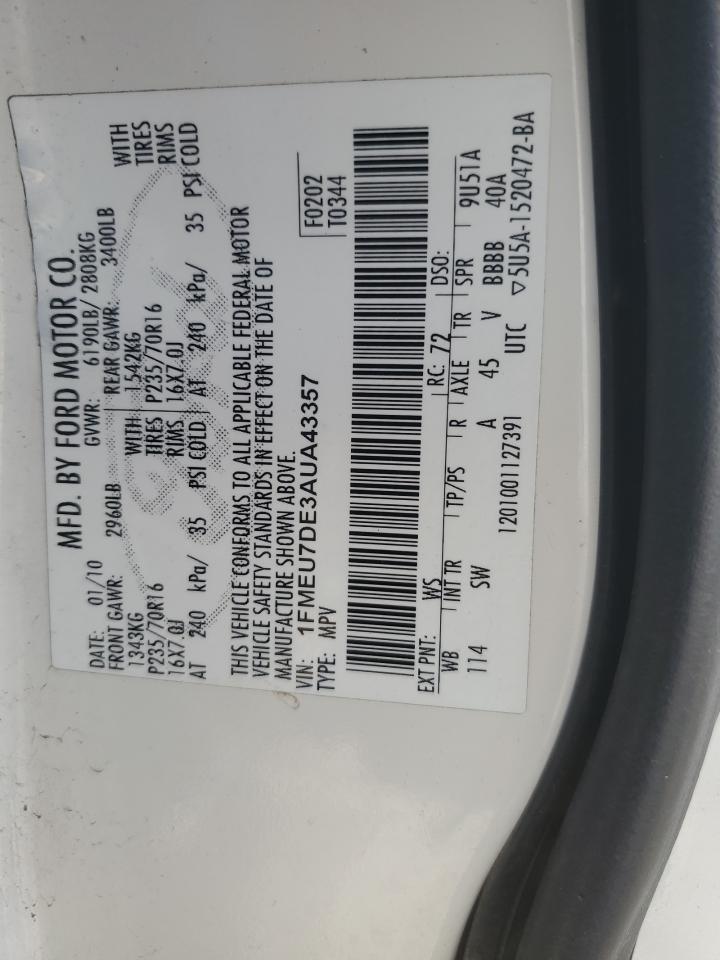 MFD. BY FORD MOTOR CO.
DATE: 01/10 GVWR: 6190LB/ 2808KG
FRONT GAWR: 2960LB REAR GAWR: 3400LB
1343KG WITH 1542KG WITH
P235/70R16 TIRES P235/70R16 TIRES
16X7.0J RIMS 16X7.0J RIMS
AT 240 kPa/ 35 PSI COLD AT 240 kPa/ 35 PSI COLD
THIS VEHICLE CONFORMS TO ALL APPLICABLE FEDERAL MOTOR
VEHICLE SAFETY STANDARDS IN EFFECT ON THE DATE OF
MANUFACTURE SHOWN ABOVE.
VIN: 1FMEU7DE3AUA43357
TYPE: MPV
F0202
T0344
EXT PNT: WS RC: 72 DSO:
WB INT TR TP/PS R AXLE TR SPR 9U51A
114 SW A 45 V BBBB 40A
1201001127391 UTC ▽5U5A-1520472-BA